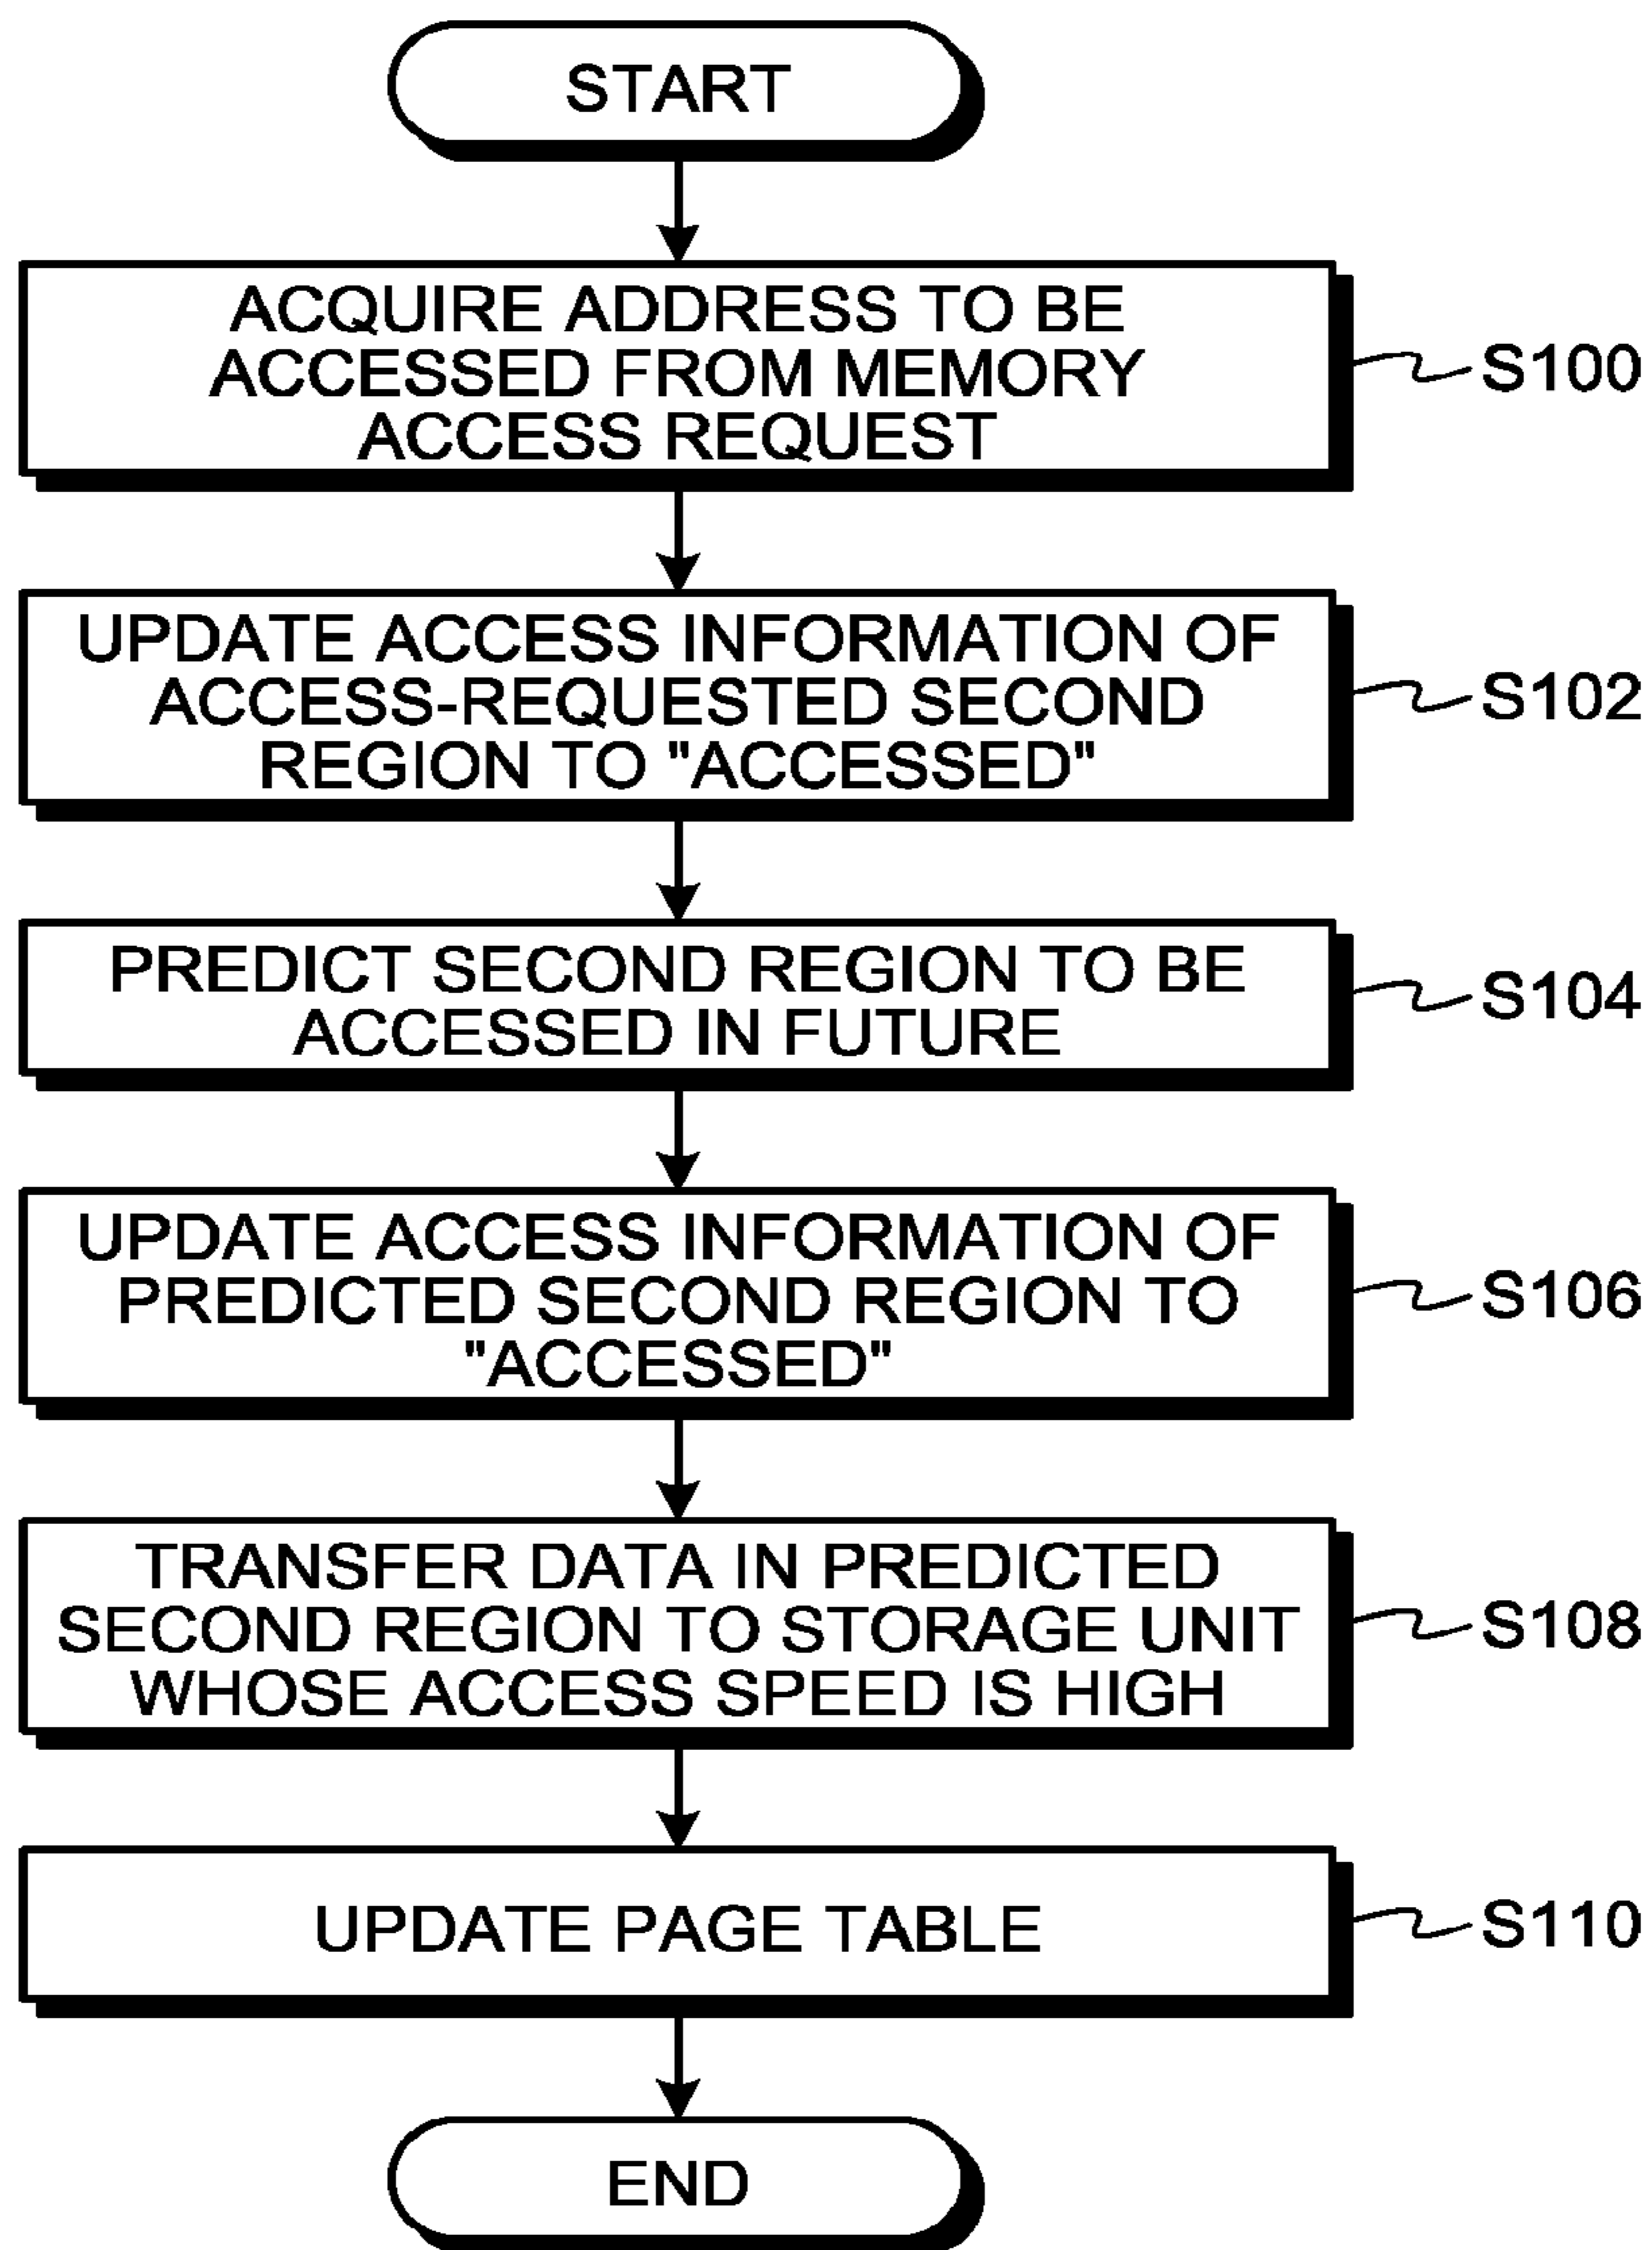 START
ACQUIRE ADDRESS TO BE
ACCESSED FROM MEMORY
ACCESS REQUEST
S100
UPDATE ACCESS INFORMATION OF
ACCESS-REQUESTED SECOND
REGION TO "ACCESSED"
S102
PREDICT SECOND REGION TO BE
ACCESSED IN FUTURE
S104
UPDATE ACCESS INFORMATION OF
PREDICTED SECOND REGION TO
"ACCESSED"
S106
TRANSFER DATA IN PREDICTED
SECOND REGION TO STORAGE UNIT
WHOSE ACCESS SPEED IS HIGH
S108
UPDATE PAGE TABLE
S110
END